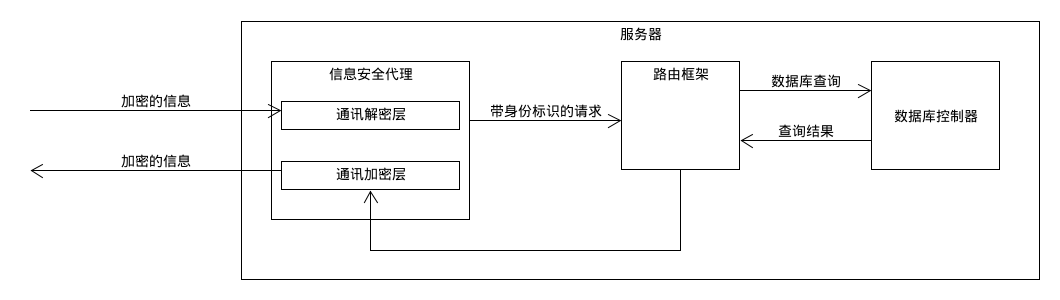 服务器
信息安全代理
路由框架
加密的信息
通讯解密层
带身份标识的请求
数据库查询
数据库控制器
查询结果
加密的信息
通讯加密层